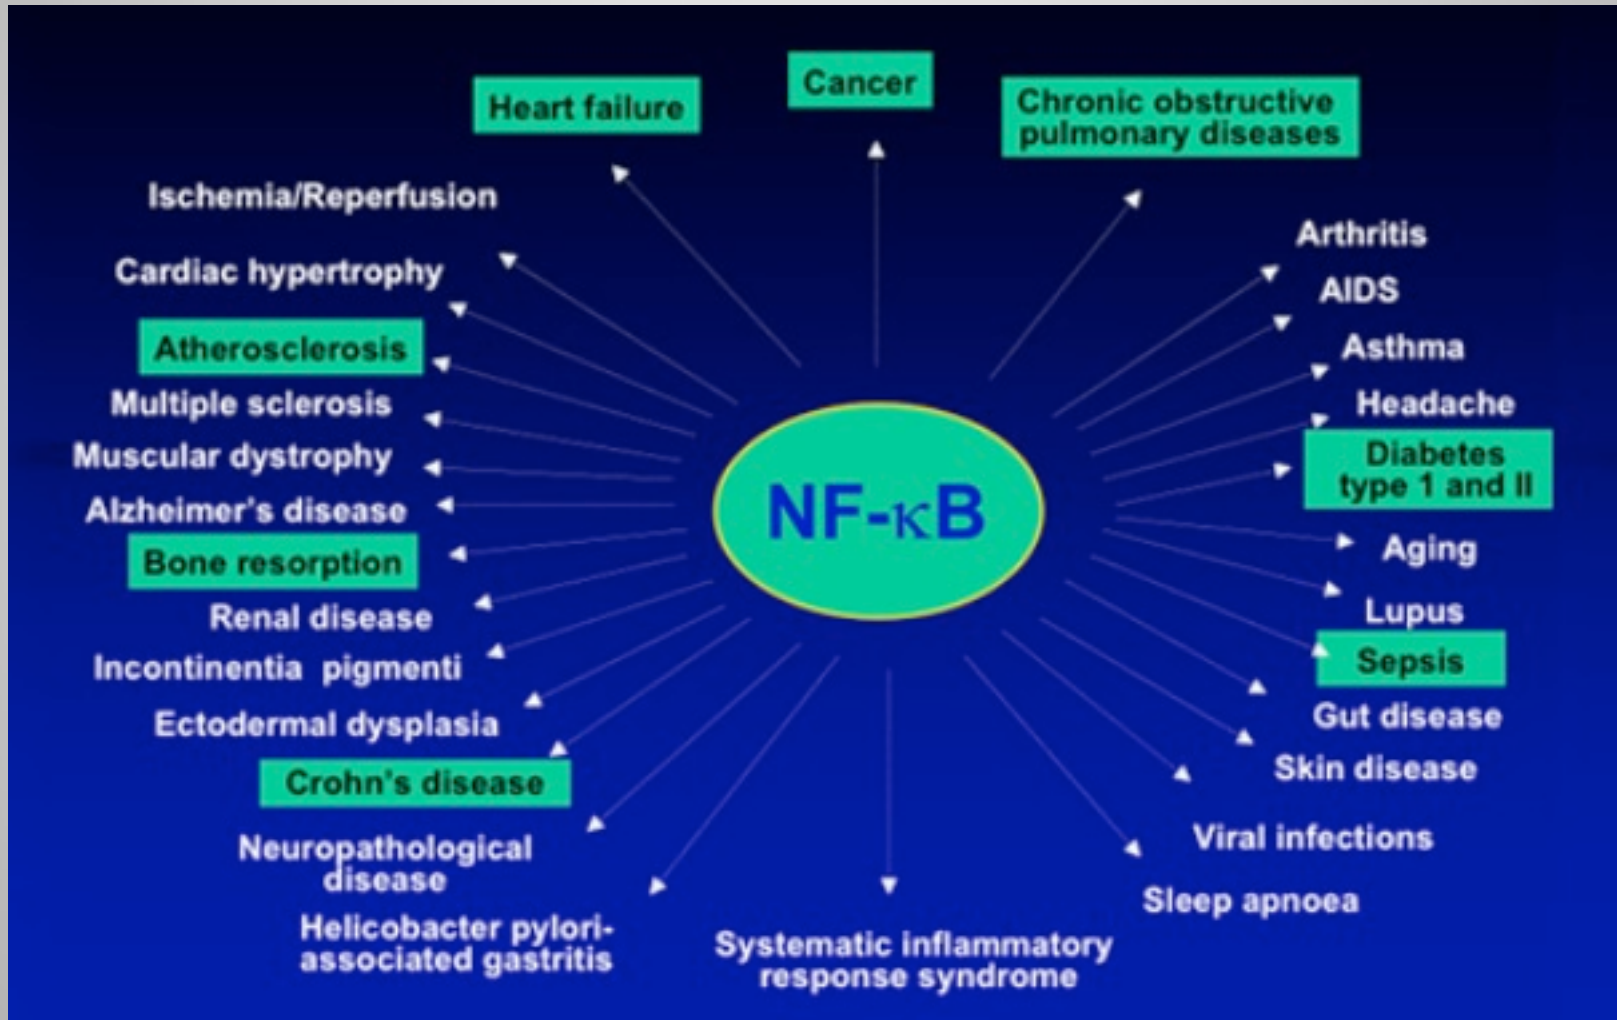 Cancer
Heart failure
Chronic obstructive
pulmonary diseases
Ischemia/Reperfusion
Cardiac hypertrophy
Atherosclerosis
Multiple sclerosis
Muscular dystrophy
Alzheimer's disease
Bone resorption
Renal disease
Incontinentia pigmenti
Ectodermal dysplasia
Crohn's disease
Neuropathological
disease
Helicobacter pylori-
associated gastritis
NF-κB
Systematic inflammatory
response syndrome
Arthritis
AIDS
Asthma
Headache
Diabetes
type 1 and II
Aging
Lupus
Sepsis
Gut disease
Skin disease
Viral infections
Sleep apnoea